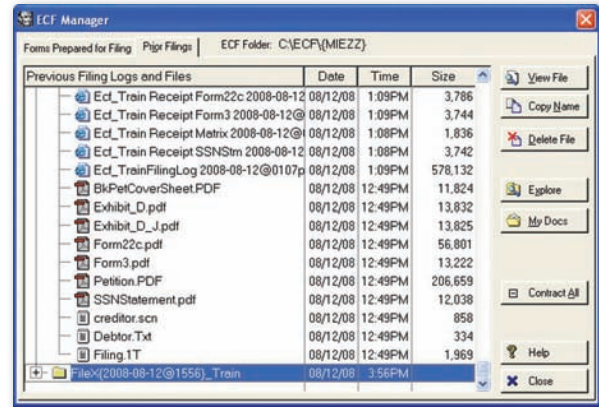 ECF Manager
Forms Prepared for Filing Prior Filings ECF Folder: C:\ECF\{MIEZZ}
Previous Filing Logs and Files Date Time Size
Ecf_Train Receipt Form22c 2008-08-12 08/12/08 1:09PM 3,786
Ecf_Train Receipt Form3 2008-08-12@ 08/12/08 1:09PM 3,744
Ecf_Train Receipt Matrix 2008-08-12@ 08/12/08 1:08PM 1,836
Ecf_Train Receipt SSNStm 2008-08-12 08/12/08 1:08PM 3,742
Ecf_TrainFilingLog 2008-08-12@0107p 08/12/08 1:09PM 578,132
BkPetCoverSheet.PDF 08/12/08 12:49PM 11,824
Exhibit_D.pdf 08/12/08 12:49PM 13,832
Exhibit_D_J.pdf 08/12/08 12:49PM 13,825
Form22c.pdf 08/12/08 12:49PM 56,801
Form3.pdf 08/12/08 12:49PM 13,222
Petition.PDF 08/12/08 12:49PM 206,659
SSNStatement.pdf 08/12/08 12:49PM 12,038
creditor.scn 08/12/08 12:49PM 858
Debtor.Txt 08/12/08 12:49PM 334
Filing.1T 08/12/08 12:49PM 1,969
FileX(2008-08-12@1556)_Train 08/12/08 3:56PM
View File
Copy Name
Delete File
Explore
My Docs
Contract All
Help
Close